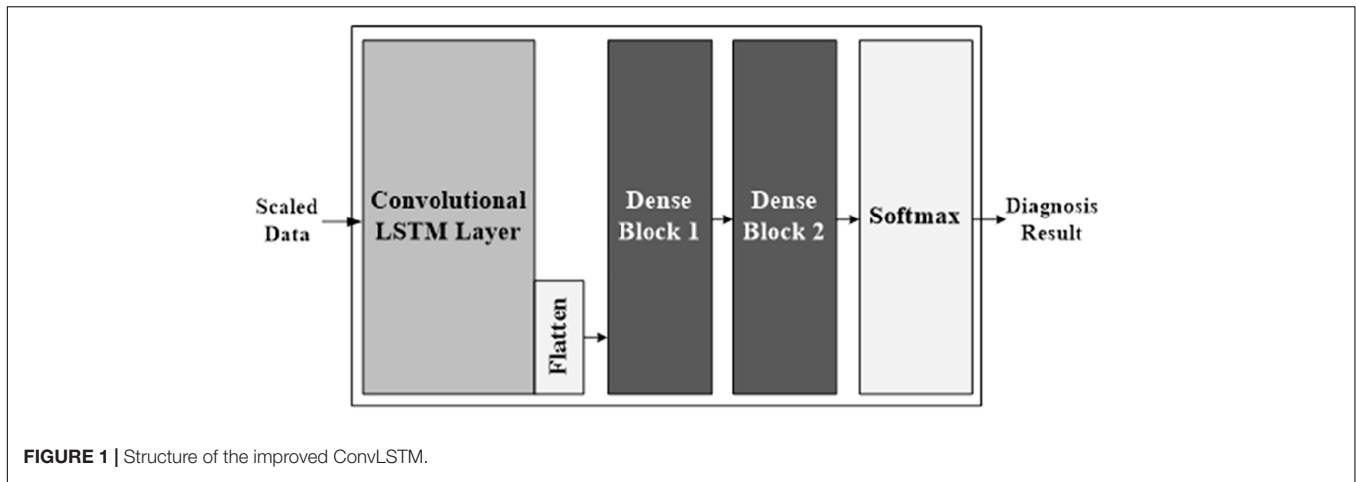 Scaled
Data
Convolutional
LSTM Layer
Flatten
Dense
Block 1
Dense
Block 2
Softmax
Diagnosis
Result
FIGURE 1 | Structure of the improved ConvLSTM.